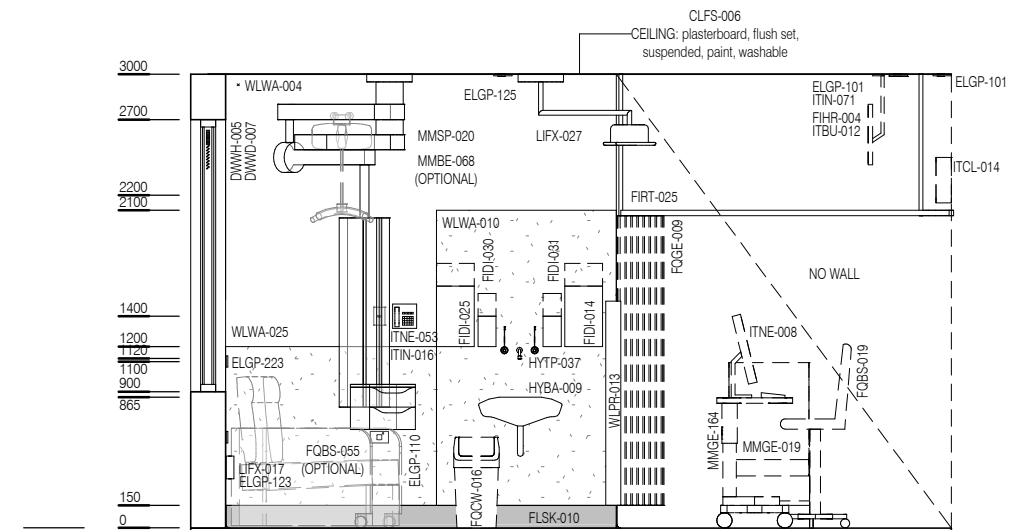 CLFS-006
CEILING: plasterboard, flush set,
suspended, paint, washable
3000
WLWA-004
ELGP-125
ELGP-101
ITIN-071
ELGP-101
2700
DWWH-005
DWWD-007
MMSP-020
LIFX-027
FIHR-004
ITBU-012
MMBE-068
(OPTIONAL)
ITCL-014
2200
2100
FIRT-025
WLWA-010
FQGE-009
FIDI-030
FIDI-031
NO WALL
1400
FIDI-025
FIDI-014
WLWA-025
ITNE-053
ITNE-008
1200
1120
1100
ITIN-016
ELGP-223
HYTP-037
FQBS-019
900
865
HYBA-009
WLPR-013
MMGE-164
MMGE-019
FQBS-055
(OPTIONAL)
ELGP-110
LIFX-017
ELGP-123
FQCW-016
150
0
FLSK-010